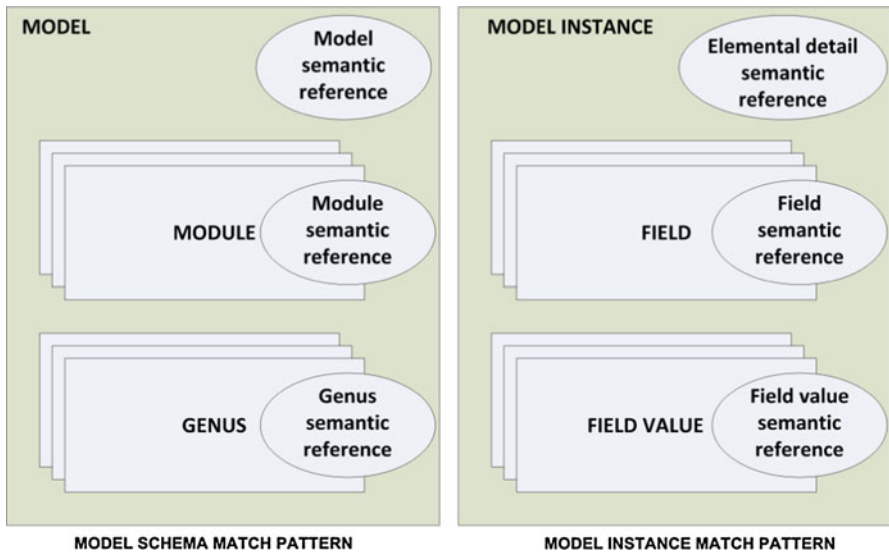 MODEL
Model
semantic
reference
MODULE
Module
semantic
reference
GENUS
Genus
semantic
reference
MODEL SCHEMA MATCH PATTERN
MODEL INSTANCE
Elemental detail
semantic
reference
FIELD
Field
semantic
reference
FIELD VALUE
Field value
semantic
reference
MODEL INSTANCE MATCH PATTERN